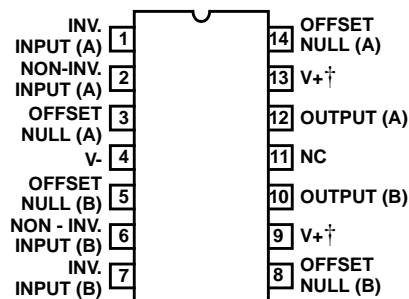 INV.
INPUT (A)
1
NON-INV.
INPUT (A)
2
OFFSET
NULL (A)
3
V-
4
OFFSET
NULL (B)
5
NON - INV.
INPUT (B)
6
INV.
INPUT (B)
7
14
OFFSET
NULL (A)
13
V+†
12
OUTPUT (A)
11
NC
10
OUTPUT (B)
9
V+†
8
OFFSET
NULL (B)